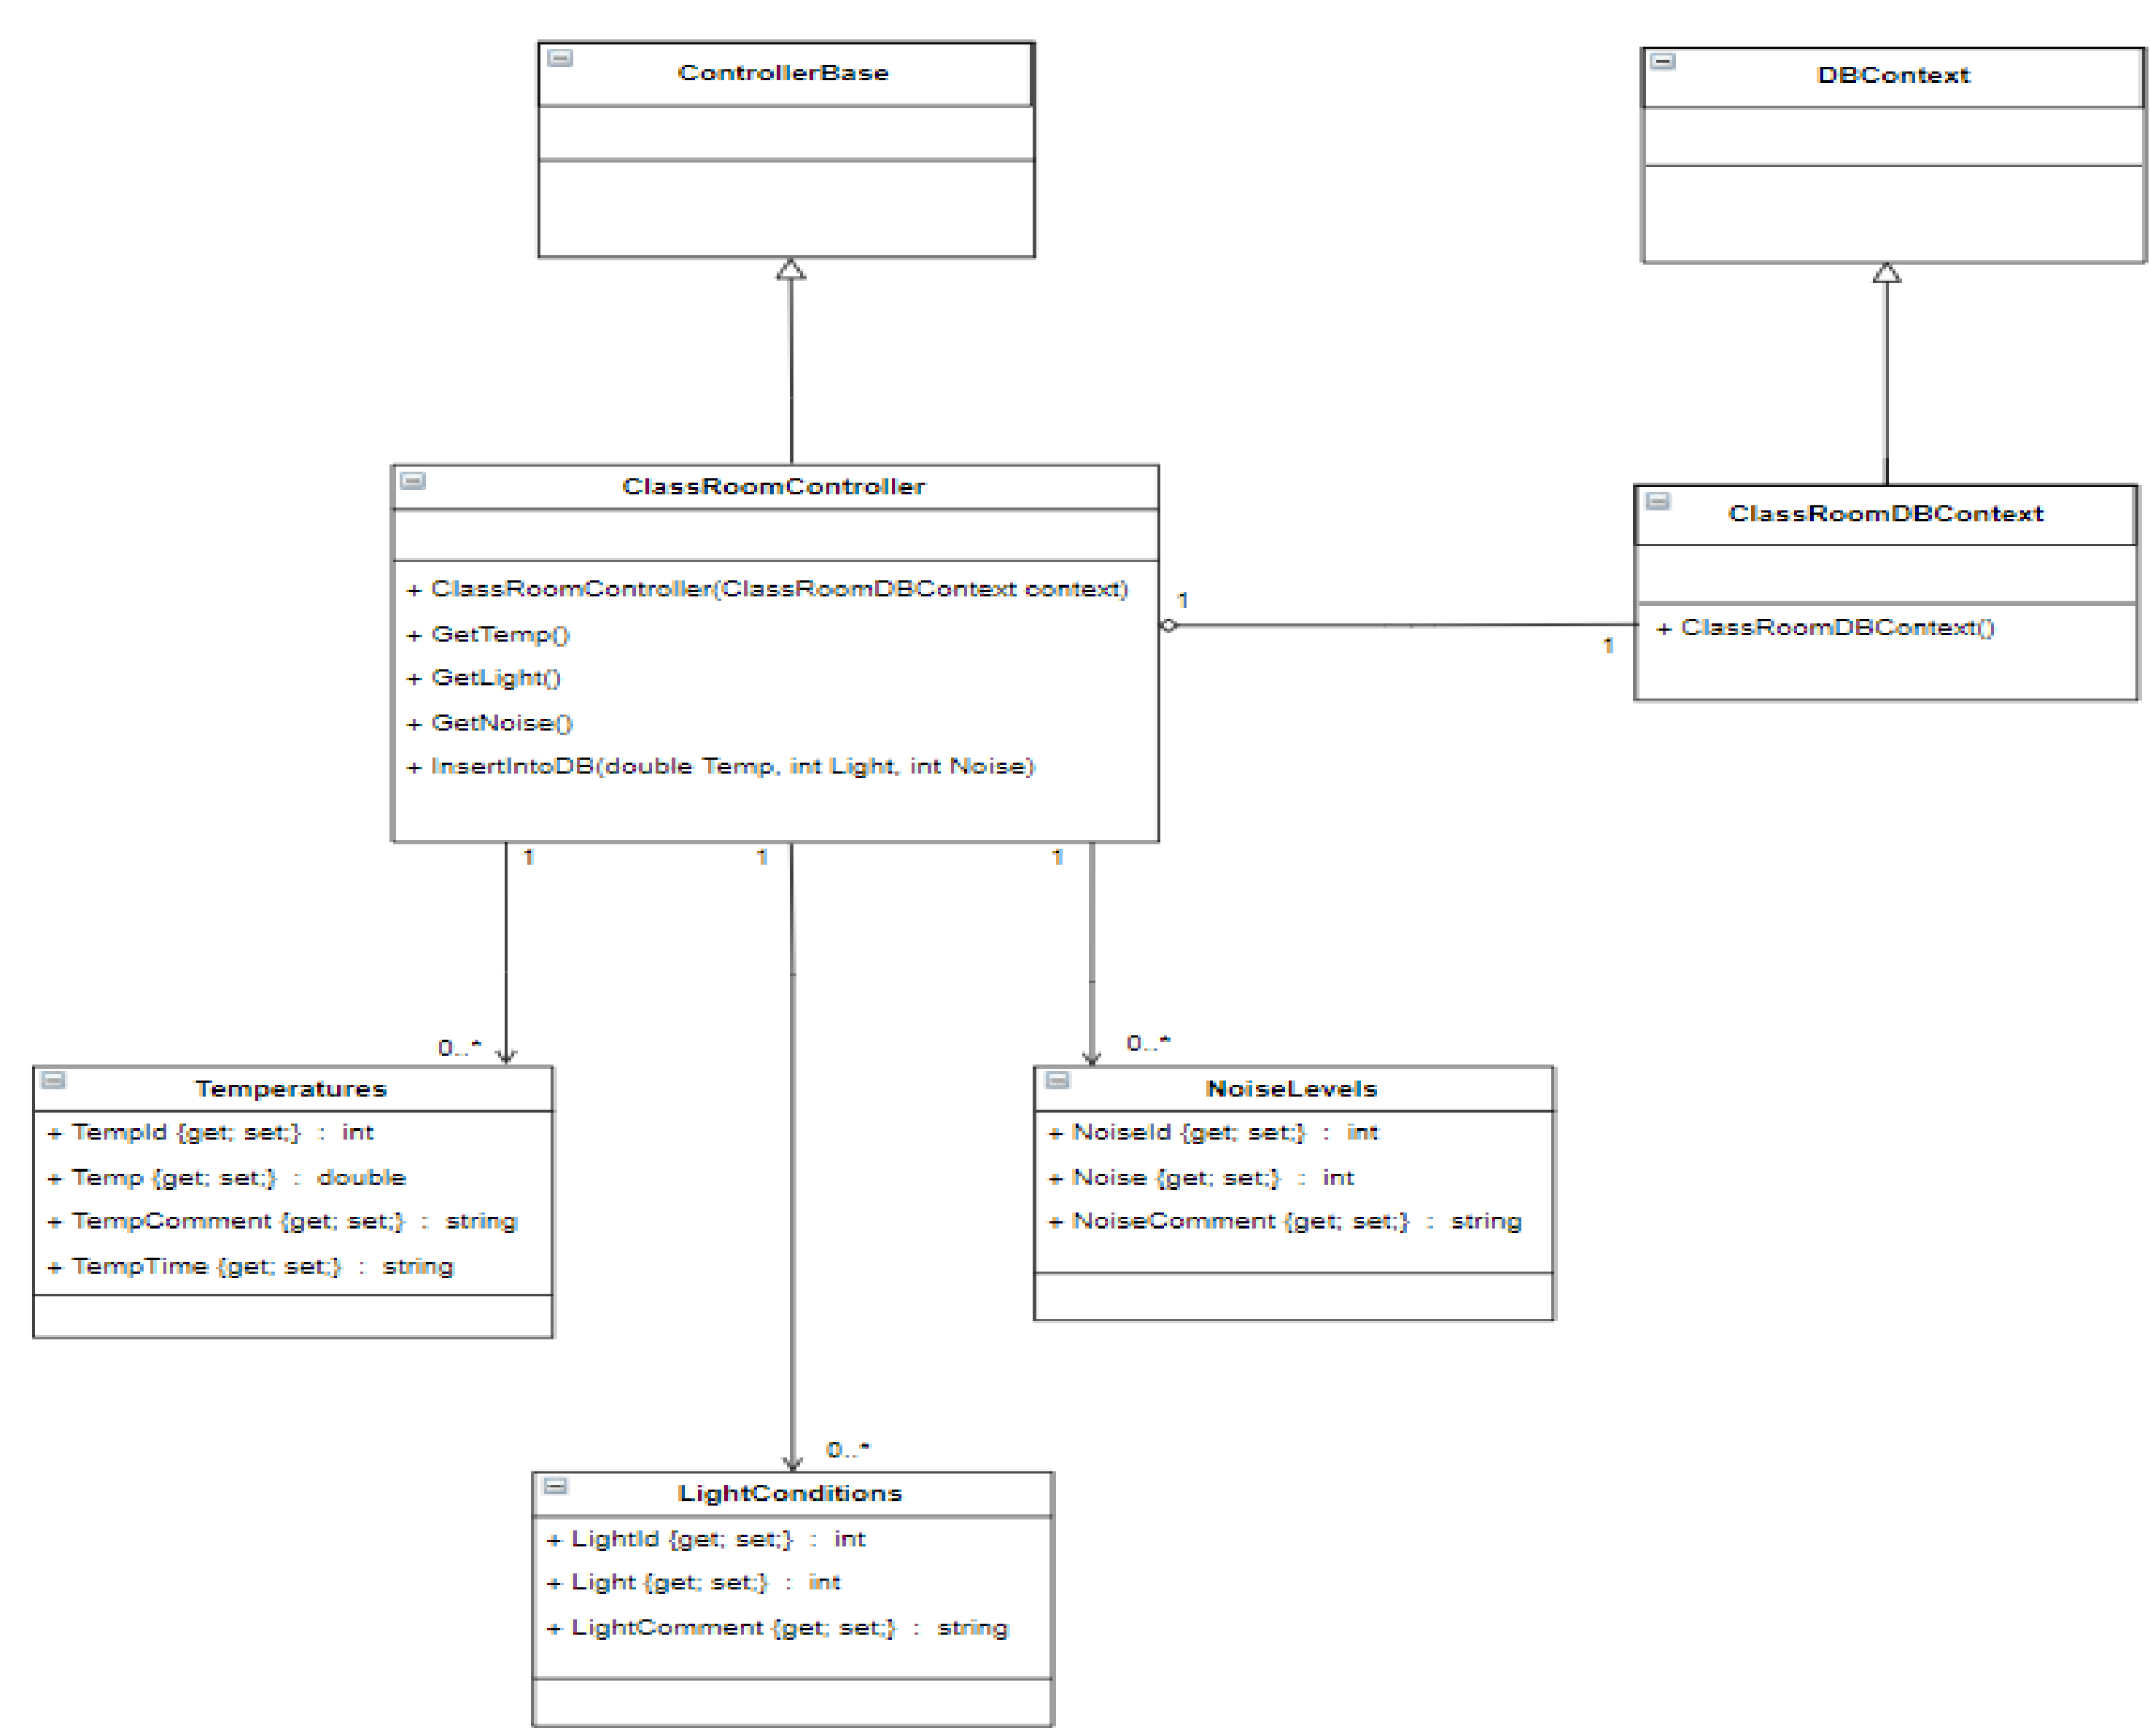 ControllerBase
DBContext
ClassRoomController
+ ClassRoomController(ClassRoomDBContext context)
+ GetTemp()
+ GetLight()
+ GetNoise()
+ InsertIntoDB(double Temp, int Light, int Noise)
1
1
ClassRoomDBContext
+ ClassRoomDBContext()
1
1
1
0..*
0..*
Temperatures
+ TempId {get; set;} : int
+ Temp {get; set;} : double
+ TempComment {get; set;} : string
+ TempTime {get; set;} : string
NoiseLevels
+ NoiseId {get; set;} : int
+ Noise {get; set;} : int
+ NoiseComment {get; set;} : string
0..*
LightConditions
+ LightId {get; set;} : int
+ Light {get; set;} : int
+ LightComment {get; set;} : string